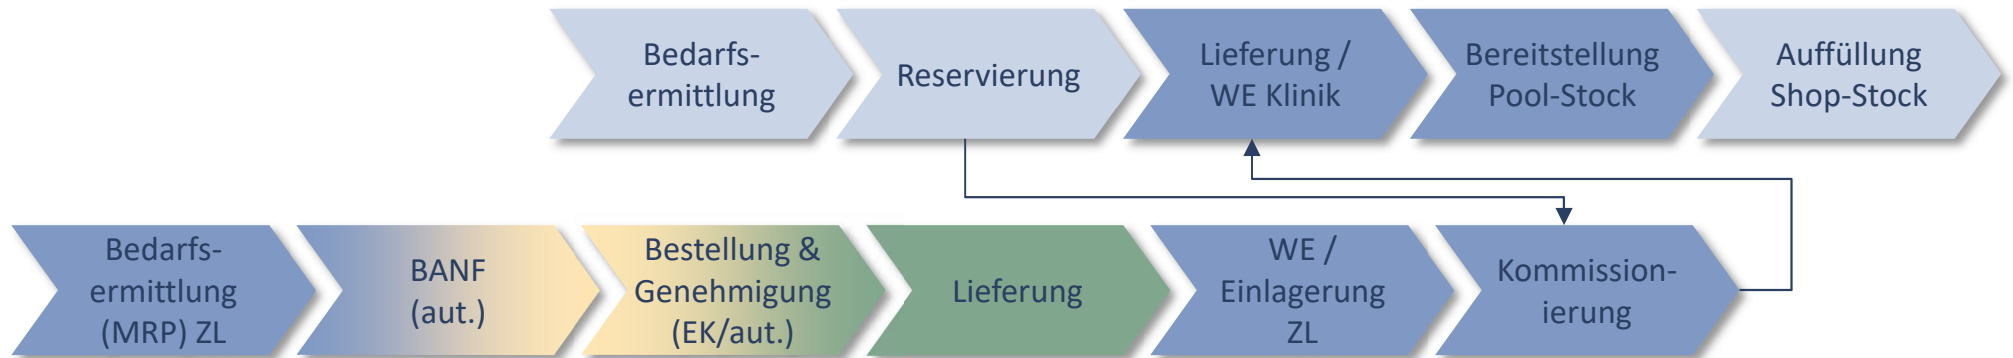 Bedarfs-
ermittlung
Reservierung
Lieferung /
WE Klinik
Bereitstellung
Pool-Stock
Auffüllung
Shop-Stock
Bedarfs-
ermittlung
(MRP) ZL
BANF
(aut.)
Bestellung &
Genehmigung
(EK/aut.)
Lieferung
WE /
Einlagerung
ZL
Kommission-
ierung